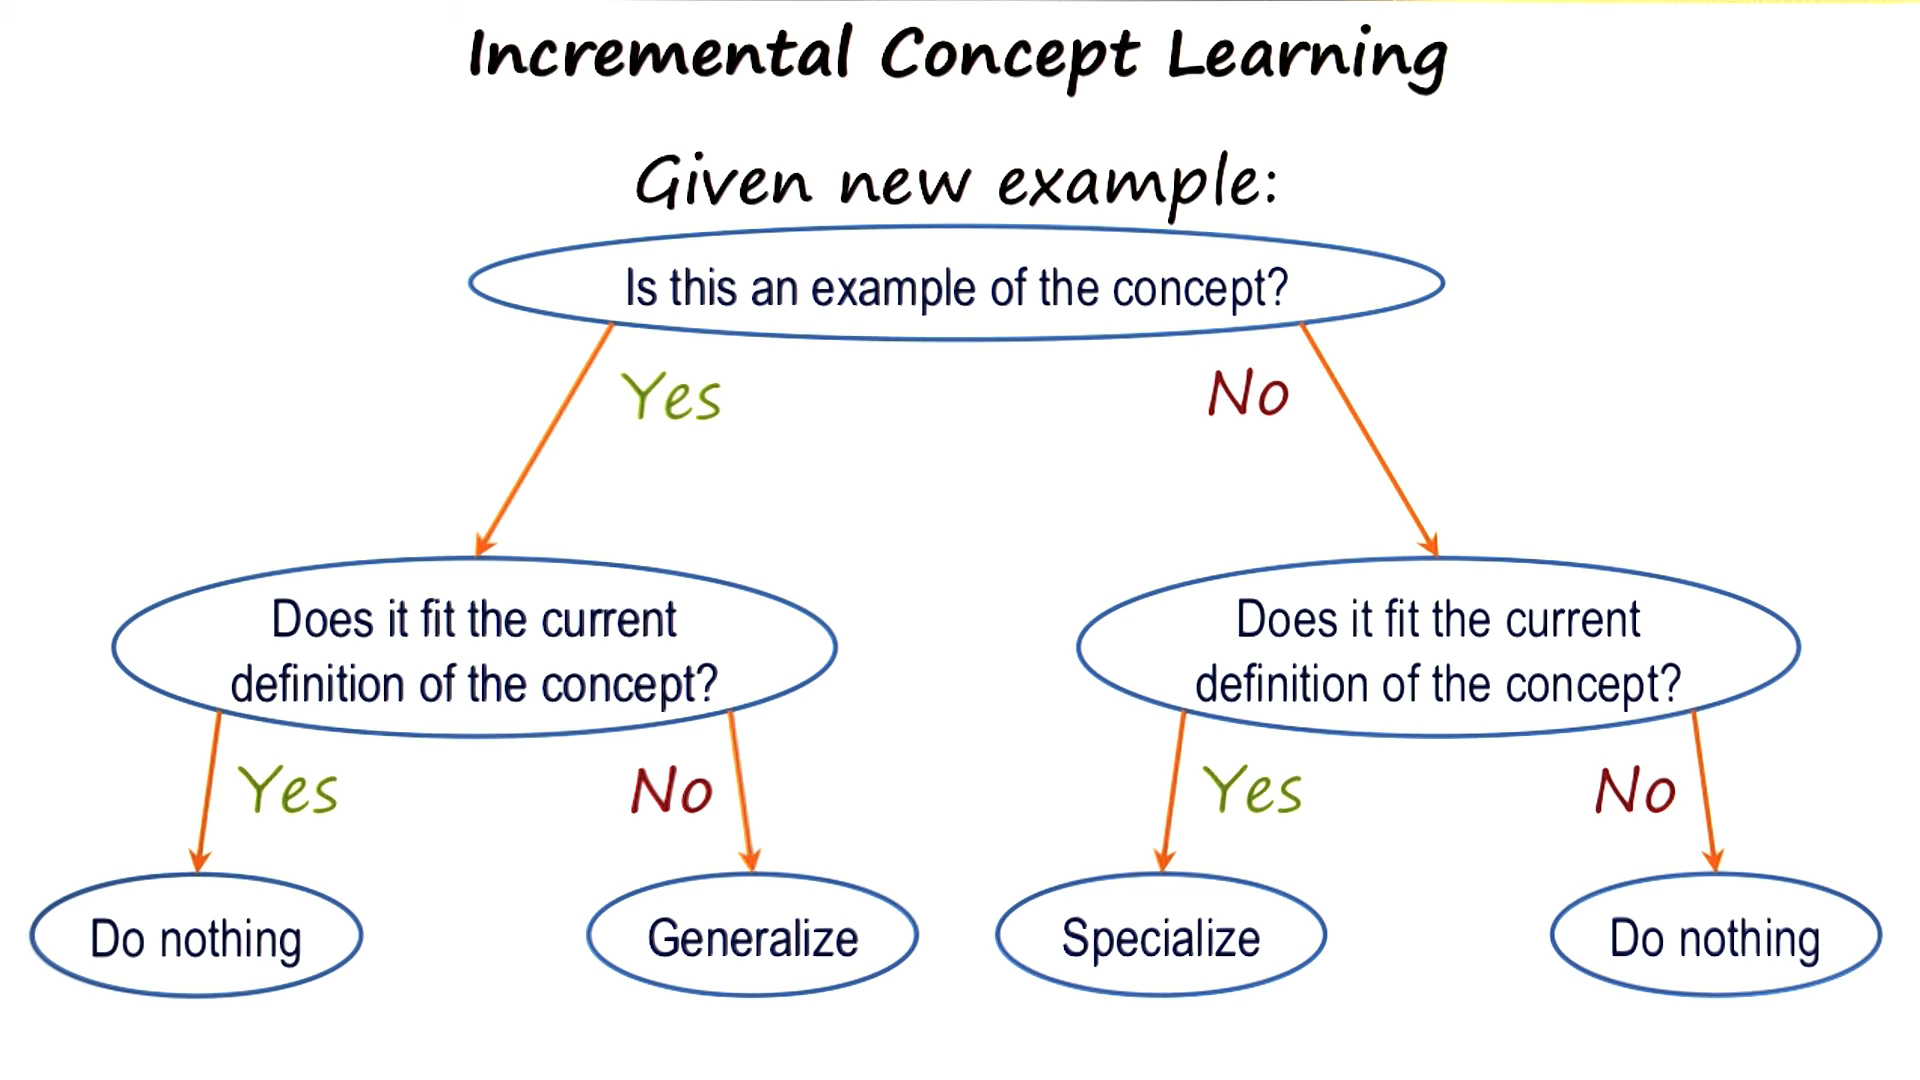 Incremental Concept Learning
Given new example:
Is this an example of the concept?
Yes
No
Does it fit the current
definition of the concept?
Does it fit the current
definition of the concept?
Yes
No
Yes
No
Do nothing
Generalize
Specialize
Do nothing